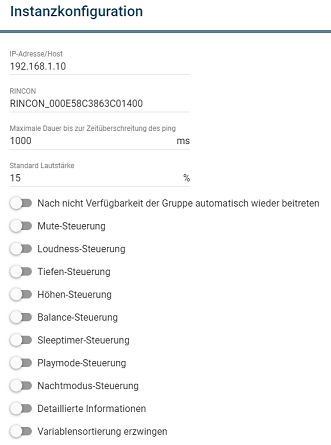 Instanzkonfiguration
IP-Adresse/Host
192.168.1.10
RINCON
RINCON_000E58C3863C01400
Maximale Dauer bis zur Zeitüberschreitung des ping
1000 ms
Standard Lautstärke
15 %
Nach nicht Verfügbarkeit der Gruppe automatisch wieder beitreten
Mute-Steuerung
Loudness-Steuerung
Tiefen-Steuerung
Höhen-Steuerung
Balance-Steuerung
Sleeptimer-Steuerung
Playmode-Steuerung
Nachtmodus-Steuerung
Detaillierte Informationen
Variablensortierung erzwingen